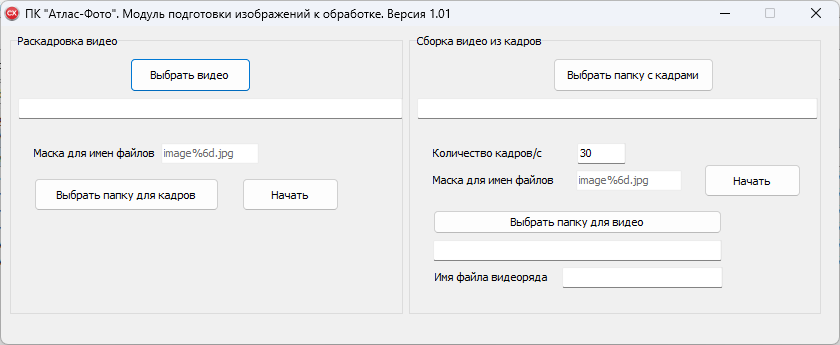 ПК "Атлас-Фото". Модуль подготовки изображений к обработке. Версия 1.01
Раскадровка видео
Выбрать видео
Маска для имен файлов image%6d.jpg
Выбрать папку для кадров Начать
Сборка видео из кадров
Выбрать папку с кадрами
Количество кадров/с 30
Маска для имен файлов image%6d.jpg Начать
Выбрать папку для видео
Имя файла видеоряда